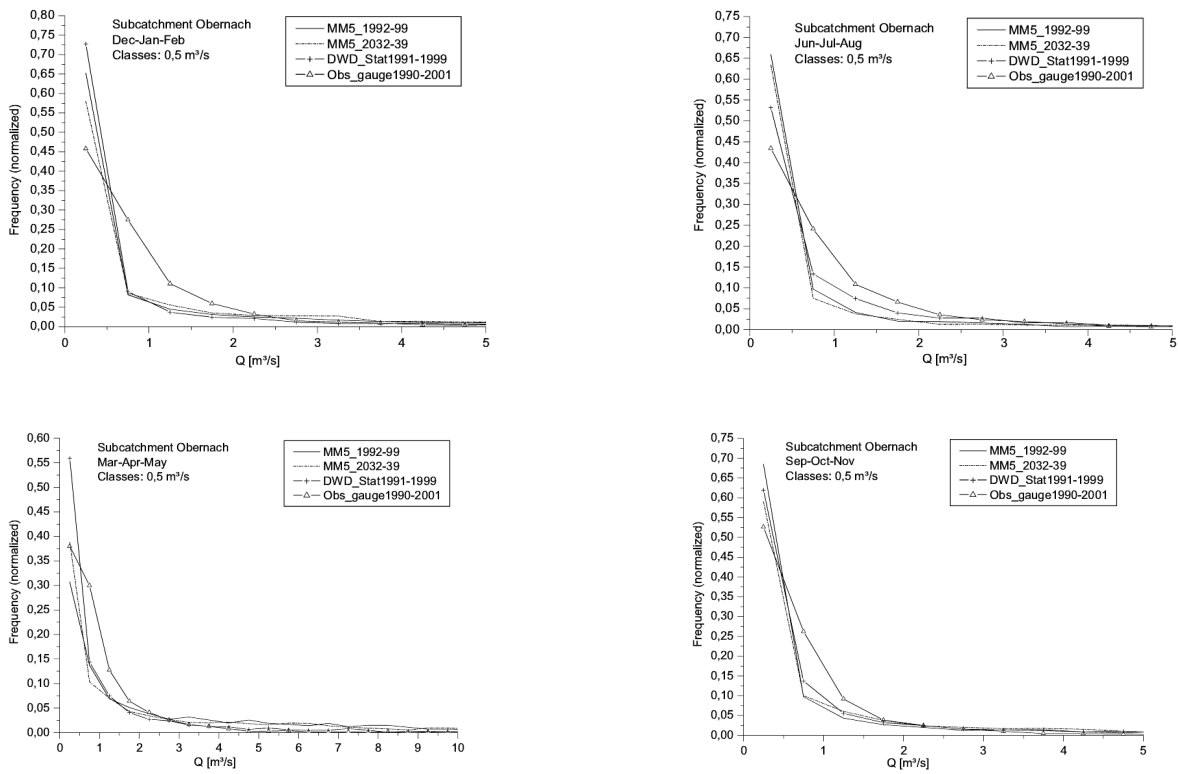 Subcatchment Obernach
Dec-Jan-Feb
Classes: 0,5 m³/s
MM5_1992-99
MM5_2032-39
DWD_Stat1991-1999
Obs_gauge1990-2001
Frequency (normalized)
0,80
0,75
0,70
0,65
0,60
0,55
0,50
0,45
0,40
0,35
0,30
0,25
0,20
0,15
0,10
0,05
0,00
0 1 2 3 4 5
Q [m³/s]
Subcatchment Obernach
Jun-Jul-Aug
Classes: 0,5 m³/s
MM5_1992-99
MM5_2032-39
DWD_Stat1991-1999
Obs_gauge1990-2001
Frequency (normalized)
0,75
0,70
0,65
0,60
0,55
0,50
0,45
0,40
0,35
0,30
0,25
0,20
0,15
0,10
0,05
0,00
0 1 2 3 4 5
Q [m³/s]
Subcatchment Obernach
Mar-Apr-May
Classes: 0,5 m³/s
MM5_1992-99
MM5_2032-39
DWD_Stat1991-1999
Obs_gauge1990-2001
Frequency (normalized)
0,60
0,55
0,50
0,45
0,40
0,35
0,30
0,25
0,20
0,15
0,10
0,05
0,00
0 1 2 3 4 5 6 7 8 9 10
Q [m³/s]
Subcatchment Obernach
Sep-Oct-Nov
Classes: 0,5 m³/s
MM5_1992-99
MM5_2032-39
DWD_Stat1991-1999
Obs_gauge1990-2001
Frequency (normalized)
0,75
0,70
0,65
0,60
0,55
0,50
0,45
0,40
0,35
0,30
0,25
0,20
0,15
0,10
0,05
0,00
0 1 2 3 4 5
Q [m³/s]